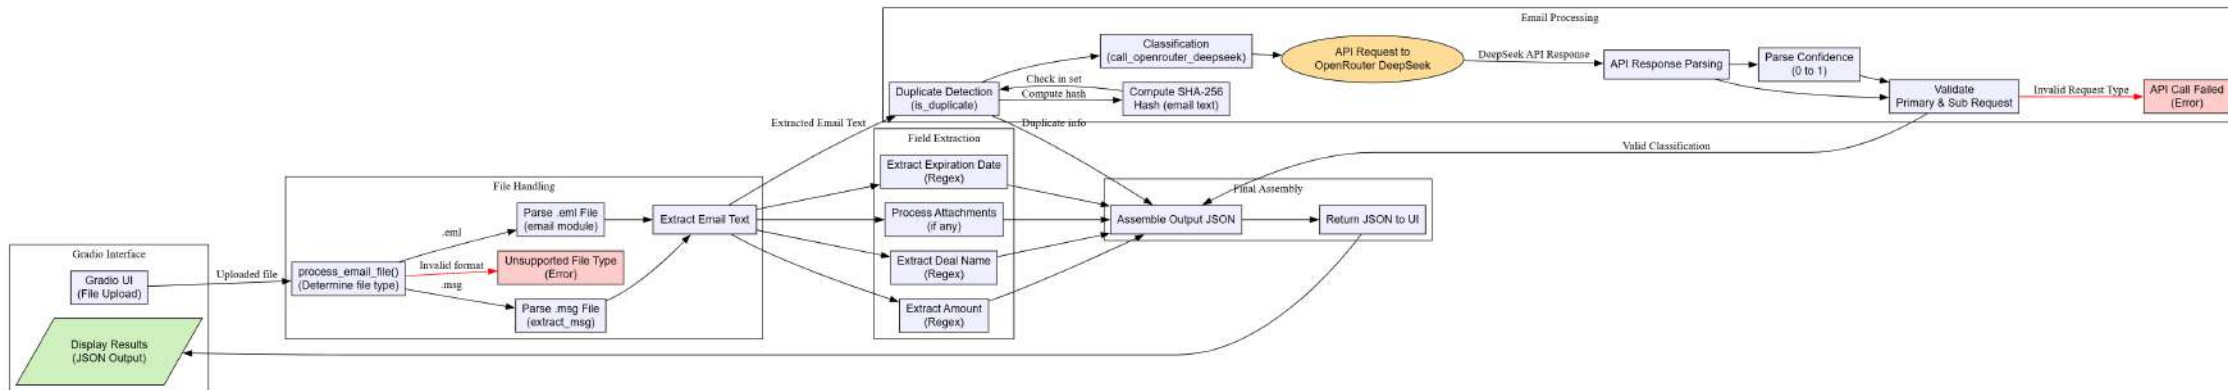 Email Processing
Classification
(call_openrouter_deepseek)
API Request to
OpenRouter DeepSeek
DeepSeek API Response
API Response Parsing
Parse Confidence
(0 to 1)
Check in set
Compute hash
Duplicate Detection
(is_duplicate)
Compute SHA-256
Hash (email text)
Validate
Primary & Sub Request
Invalid Request Type
API Call Failed
(Error)
Extracted Email Text
Duplicate info
Valid Classification
Field Extraction
Extract Expiration Date
(Regex)
Process Attachments
(if any)
Extract Deal Name
(Regex)
Extract Amount
(Regex)
File Handling
Parse .eml File
(email module)
Extract Email Text
.eml
Invalid format
.msg
process_email_file()
(Determine file type)
Unsupported File Type
(Error)
Parse .msg File
(extract_msg)
Final Assembly
Assemble Output JSON
Return JSON to UI
Gradio Interface
Gradio UI
(File Upload)
Uploaded file
Display Results
(JSON Output)